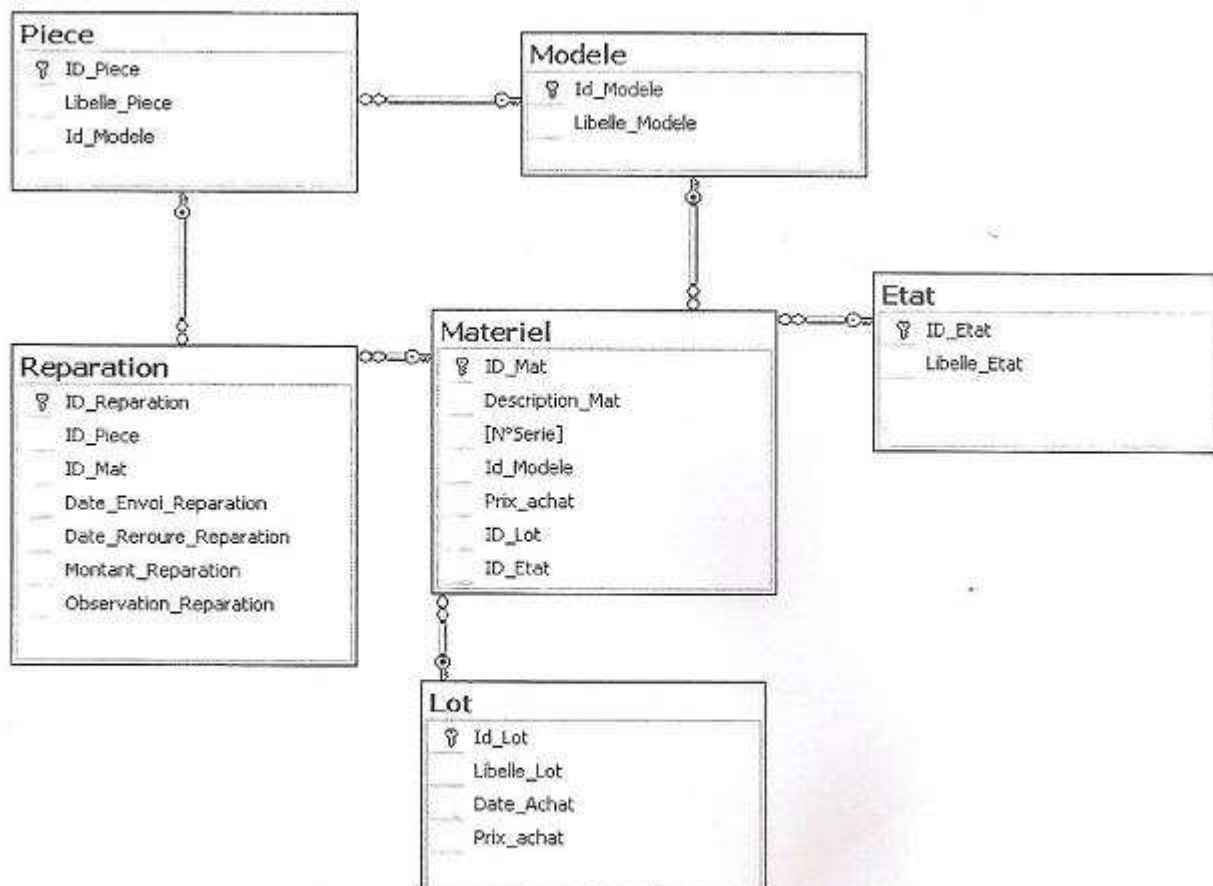 Piece
ID_Piece
Libelle_Piece
Id_Modele
Modele
Id_Modele
Libelle_Modele
Etat
ID_Etat
Libelle_Etat
Reparation
ID_Reparation
ID_Piece
ID_Mat
Date_Envoi_Reparation
Date_Reroure_Reparation
Montant_Reparation
Observation_Reparation
Materiel
ID_Mat
Description_Mat
[N°Serie]
Id_Modele
Prix_achat
ID_Lot
ID_Etat
Lot
Id_Lot
Libelle_Lot
Date_Achat
Prix_achat